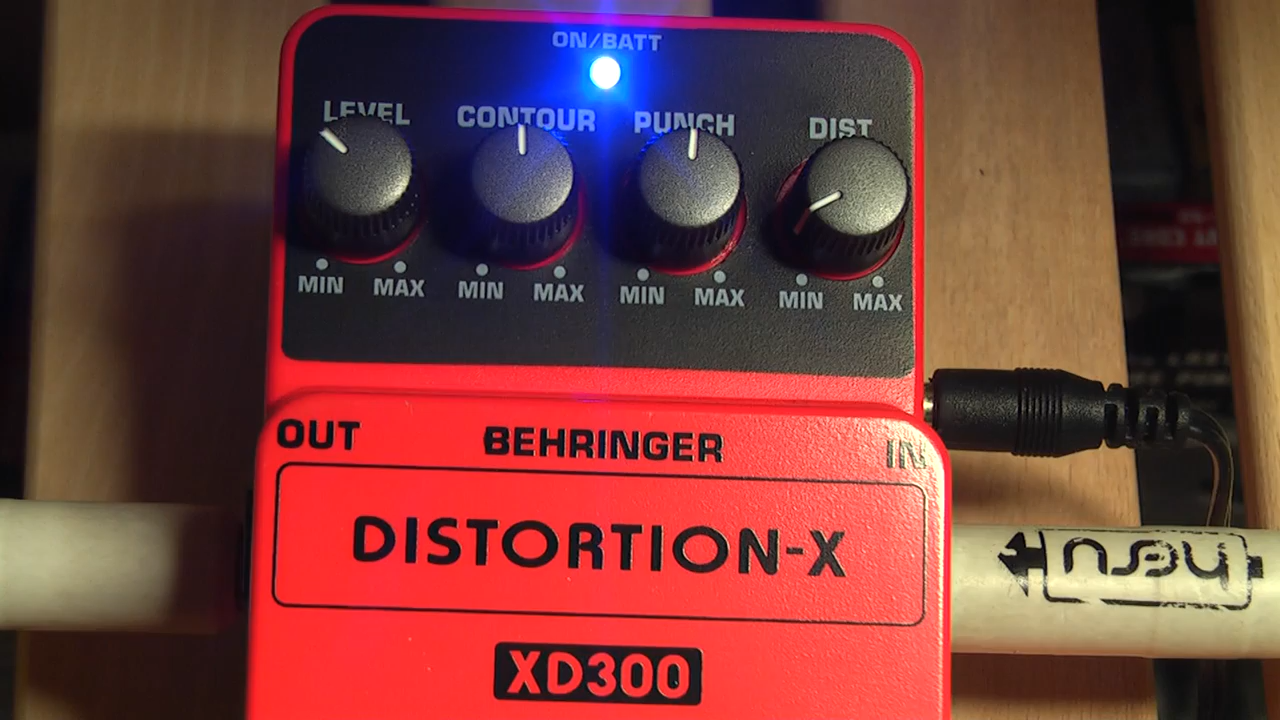 ON/BATT
LEVEL CONTOUR PUNCH DIST
MIN MAX MIN MAX MIN MAX MIN MAX
OUT BEHRINGER IN
DISTORTION-X
XD300